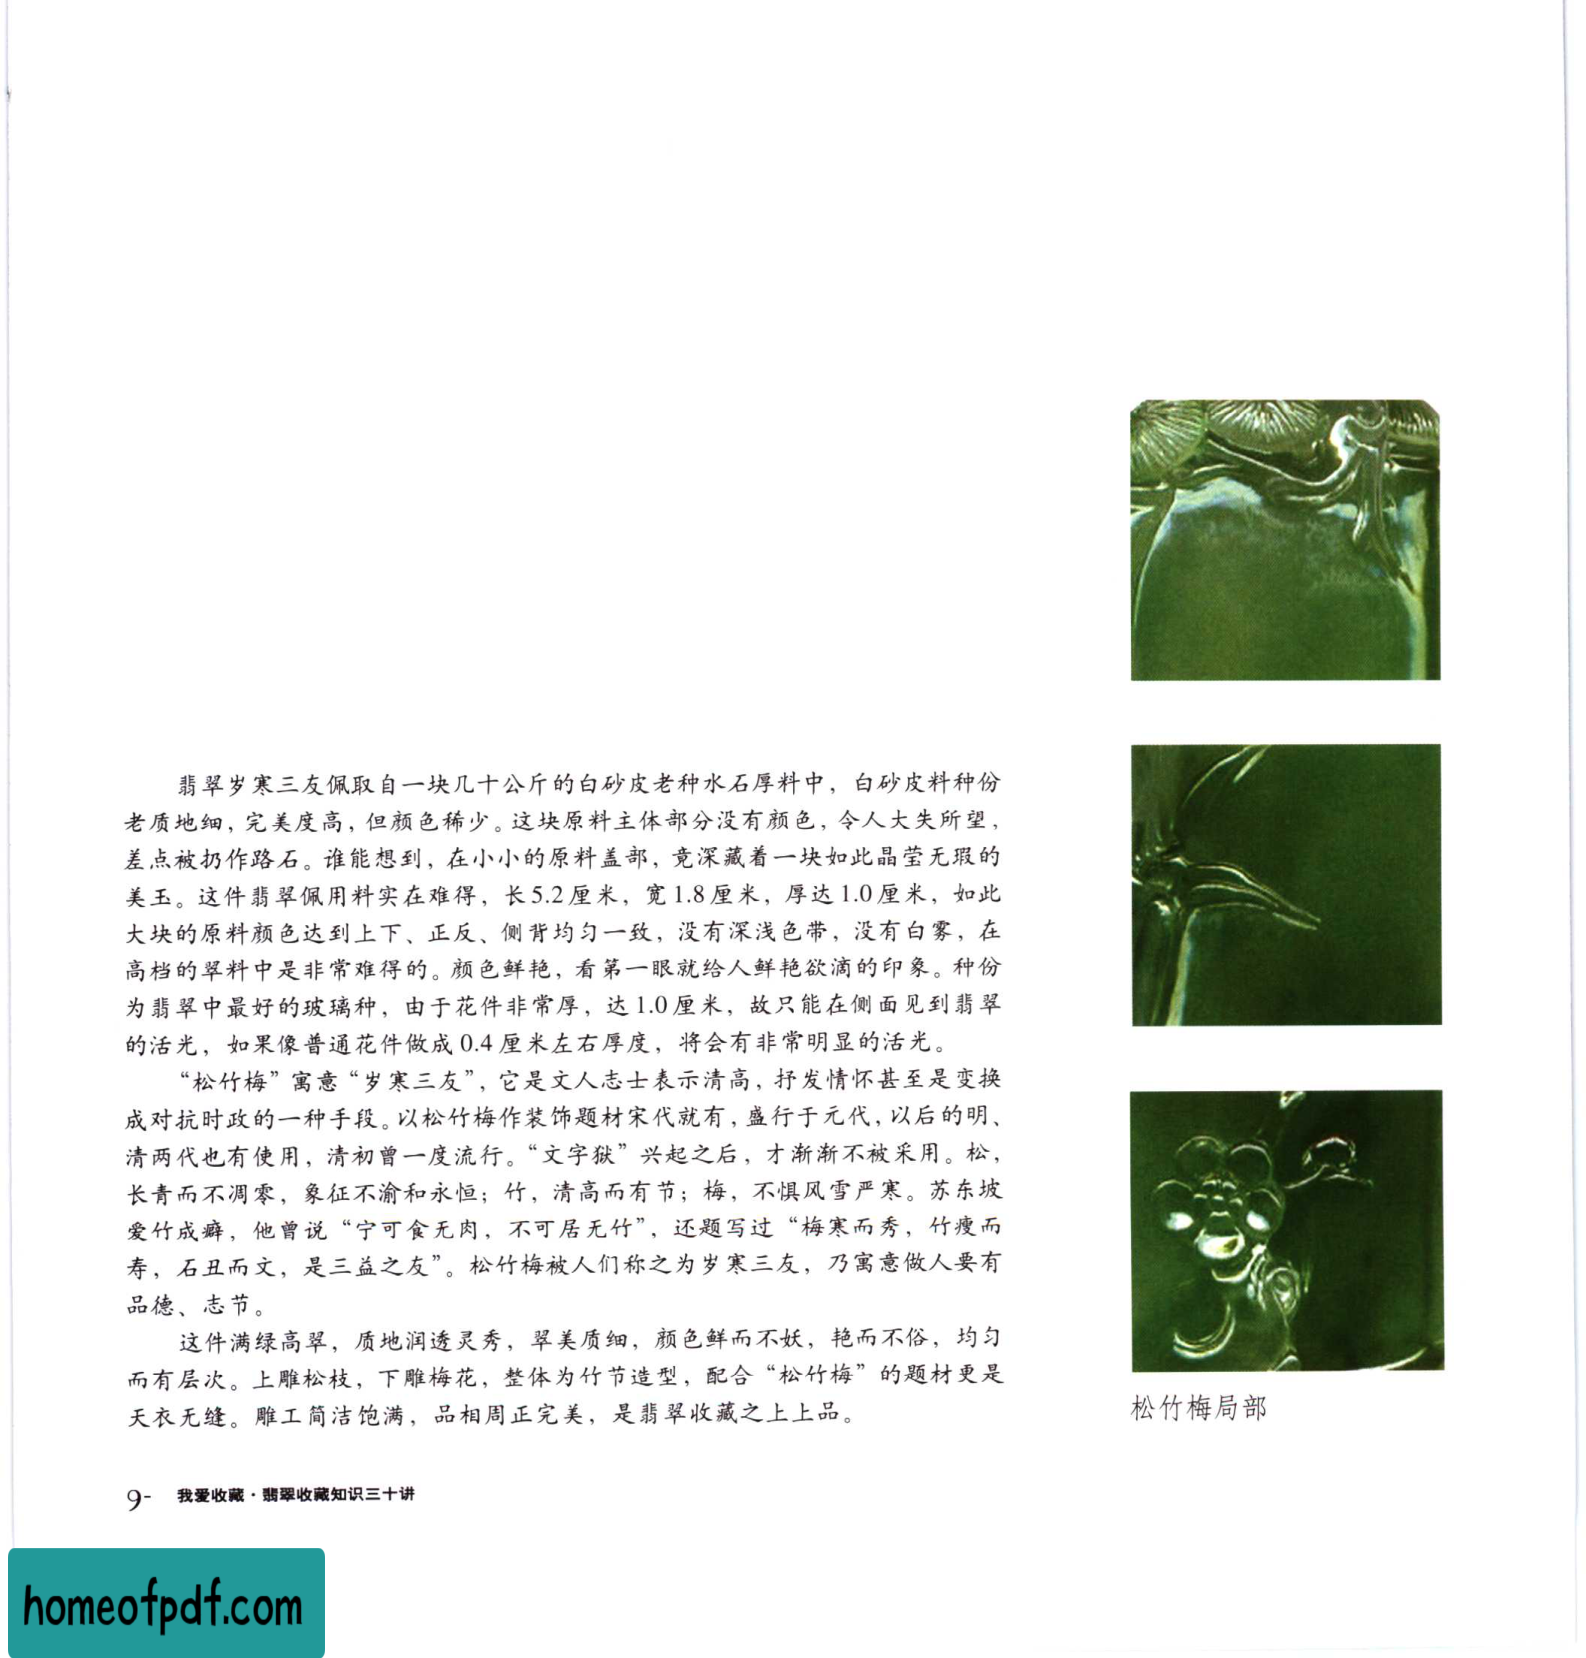 翡翠岁寒三友佩取自一块几十公斤的白砂皮老种水石厚料中，白砂皮料种份
老质地细，完美度高，但颜色稀少。这块原料主体部分没有颜色，令人大失所望，
差点被扔作路石。谁能想到，在小小的原料盖部，竟深藏着一块如此晶莹无瑕的
美玉。这件翡翠佩用料实在难得，长5.2厘米，宽1.8厘米，厚达1.0厘米，如此
大块的原料颜色达到上下、正反、侧背均匀一致，没有深浅色带，没有白雾，在
高档的翠料中是非常难得的。颜色鲜艳，看第一眼就给人鲜艳欲滴的印象。种份
为翡翠中最好的玻璃种，由于花件非常厚，达1.0厘米，故只能在侧面见到翡翠
的活光，如果像普通花件做成0.4厘米左右厚度，将会有非常明显的活光。
“松竹梅”寓意“岁寒三友”，它是文人志士表示清高，抒发情怀甚至是变换
成对抗时政的一种手段。以松竹梅作装饰题材宋代就有，盛行于元代，以后的明、
清两代也有使用，清初曾一度流行。“文字狱”兴起之后，才渐渐不被采用。松，
长青而不凋零，象征不渝和永恒；竹，清高而有节；梅，不惧风雪严寒。苏东坡
爱竹成癖，他曾说“宁可食无肉，不可居无竹”，还题写过“梅寒而秀，竹瘦而
寿，石丑而文，是三益之友”。松竹梅被人们称之为岁寒三友，乃寓意做人要有
品德、志节。
这件满绿高翠，质地润透灵秀，翠美质细，颜色鲜而不妖，艳而不俗，均匀
而有层次。上雕松枝，下雕梅花，整体为竹节造型，配合“松竹梅”的题材更是
天衣无缝。雕工简洁饱满，品相周正完美，是翡翠收藏之上上品。
松竹梅局部
9- 我爱收藏·翡翠收藏知识三十讲
homeofpdf.com